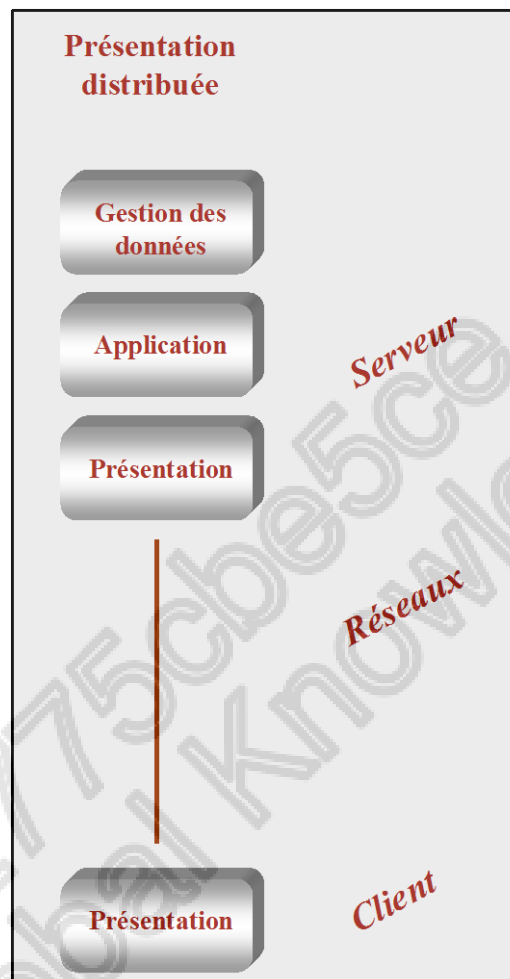 Présentation
distribuée
Gestion des
données
Application
Serveur
Présentation
Réseaux
Présentation
Client